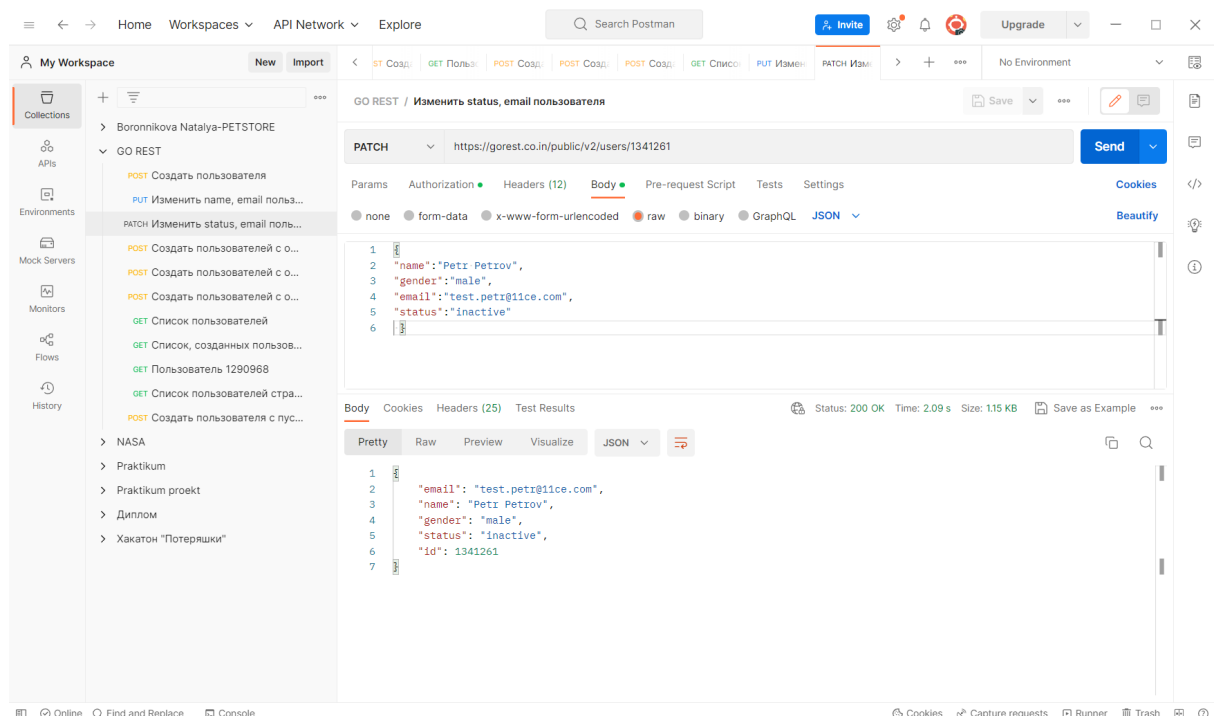 Home Workspaces API Network Explore Search Postman Invite Upgrade
My Workspace New Import
GET Пользо POST Созд POST Созд POST Созд GET Списо PUT Измен PATCH Изме No Environment
Collections
APIs
Environments
Mock Servers
Monitors
Flows
History
Boronnikova Natalya-PETSTORE
GO REST
POST Создать пользователя
PUT Изменить name, email польз...
PATCH Изменить status, email поль...
POST Создать пользователей с о...
POST Создать пользователей с о...
POST Создать пользователей с о...
GET Список пользователей
GET Список, созданных пользов...
GET Пользователь 1290968
GET Список пользователей стра...
POST Создать пользователя с пус...
NASA
Praktikum
Praktikum proekt
Диплом
Хакатон "Потеряшки"
GO REST / Изменить status, email пользователя Save
PATCH https://gorest.co.in/public/v2/users/1341261 Send
Params Authorization Headers (12) Body Pre-request Script Tests Settings Cookies
none form-data x-www-form-urlencoded raw binary GraphQL JSON Beautify
1 {
2 "name":"Petr Petrov",
3 "gender":"male",
4 "email":"test.petr@11ce.com",
5 "status":"inactive"
6 }
Body Cookies Headers (25) Test Results Status: 200 OK Time: 2.09 s Size: 1.15 KB Save as Example
Pretty Raw Preview Visualize JSON
1 {
2 "email": "test.petr@11ce.com",
3 "name": "Petr Petrov",
4 "gender": "male",
5 "status": "inactive",
6 "id": 1341261
7 }
Online Find and Replace Console Cookies Capture requests Runner Trash